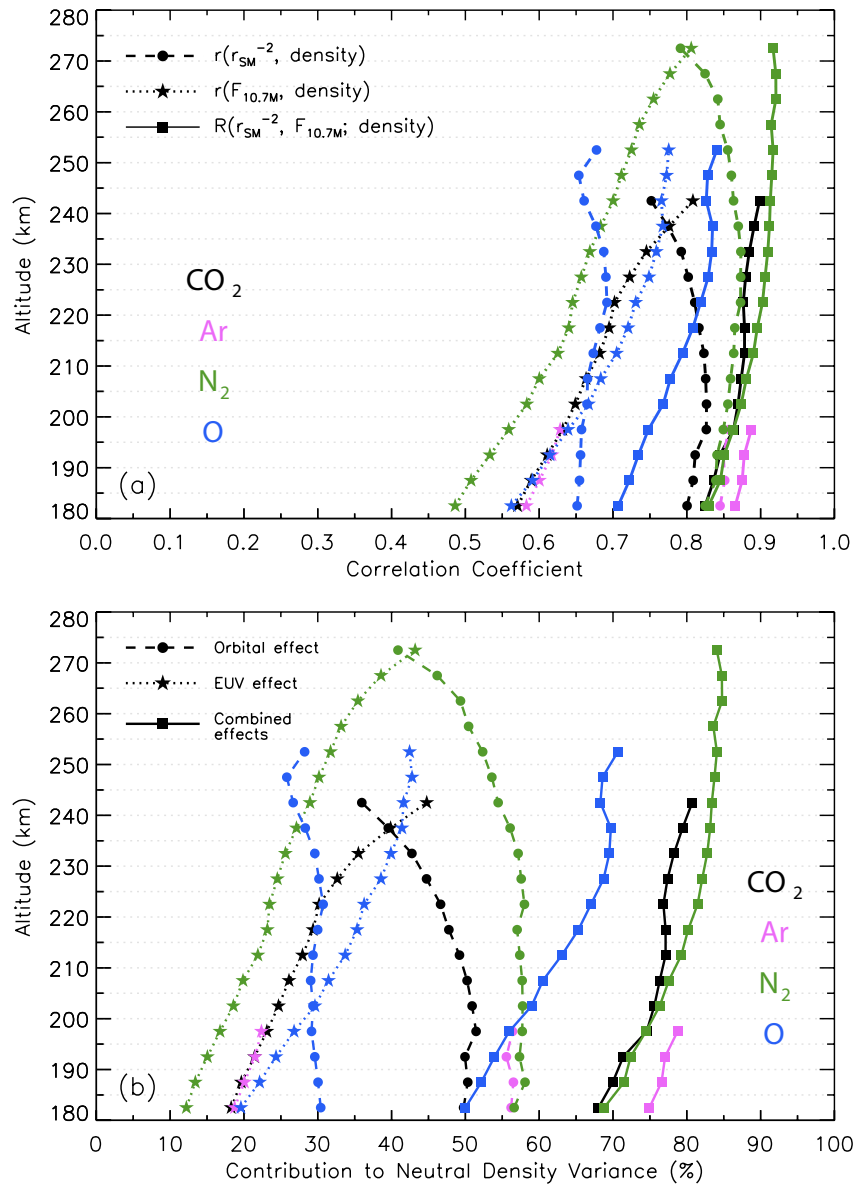 280
270
260
250
240
230
220
210
200
190
180
Altitude (km)
r(r_SM^-2, density)
r(F_10.7M, density)
R(r_SM^-2, F_10.7M; density)
CO₂
Ar
N₂
O
(a)
0.0 0.1 0.2 0.3 0.4 0.5 0.6 0.7 0.8 0.9 1.0
Correlation Coefficient
280
270
260
250
240
230
220
210
200
190
180
Altitude (km)
Orbital effect
EUV effect
Combined
effects
CO₂
Ar
N₂
O
(b)
0 10 20 30 40 50 60 70 80 90 100
Contribution to Neutral Density Variance (%)